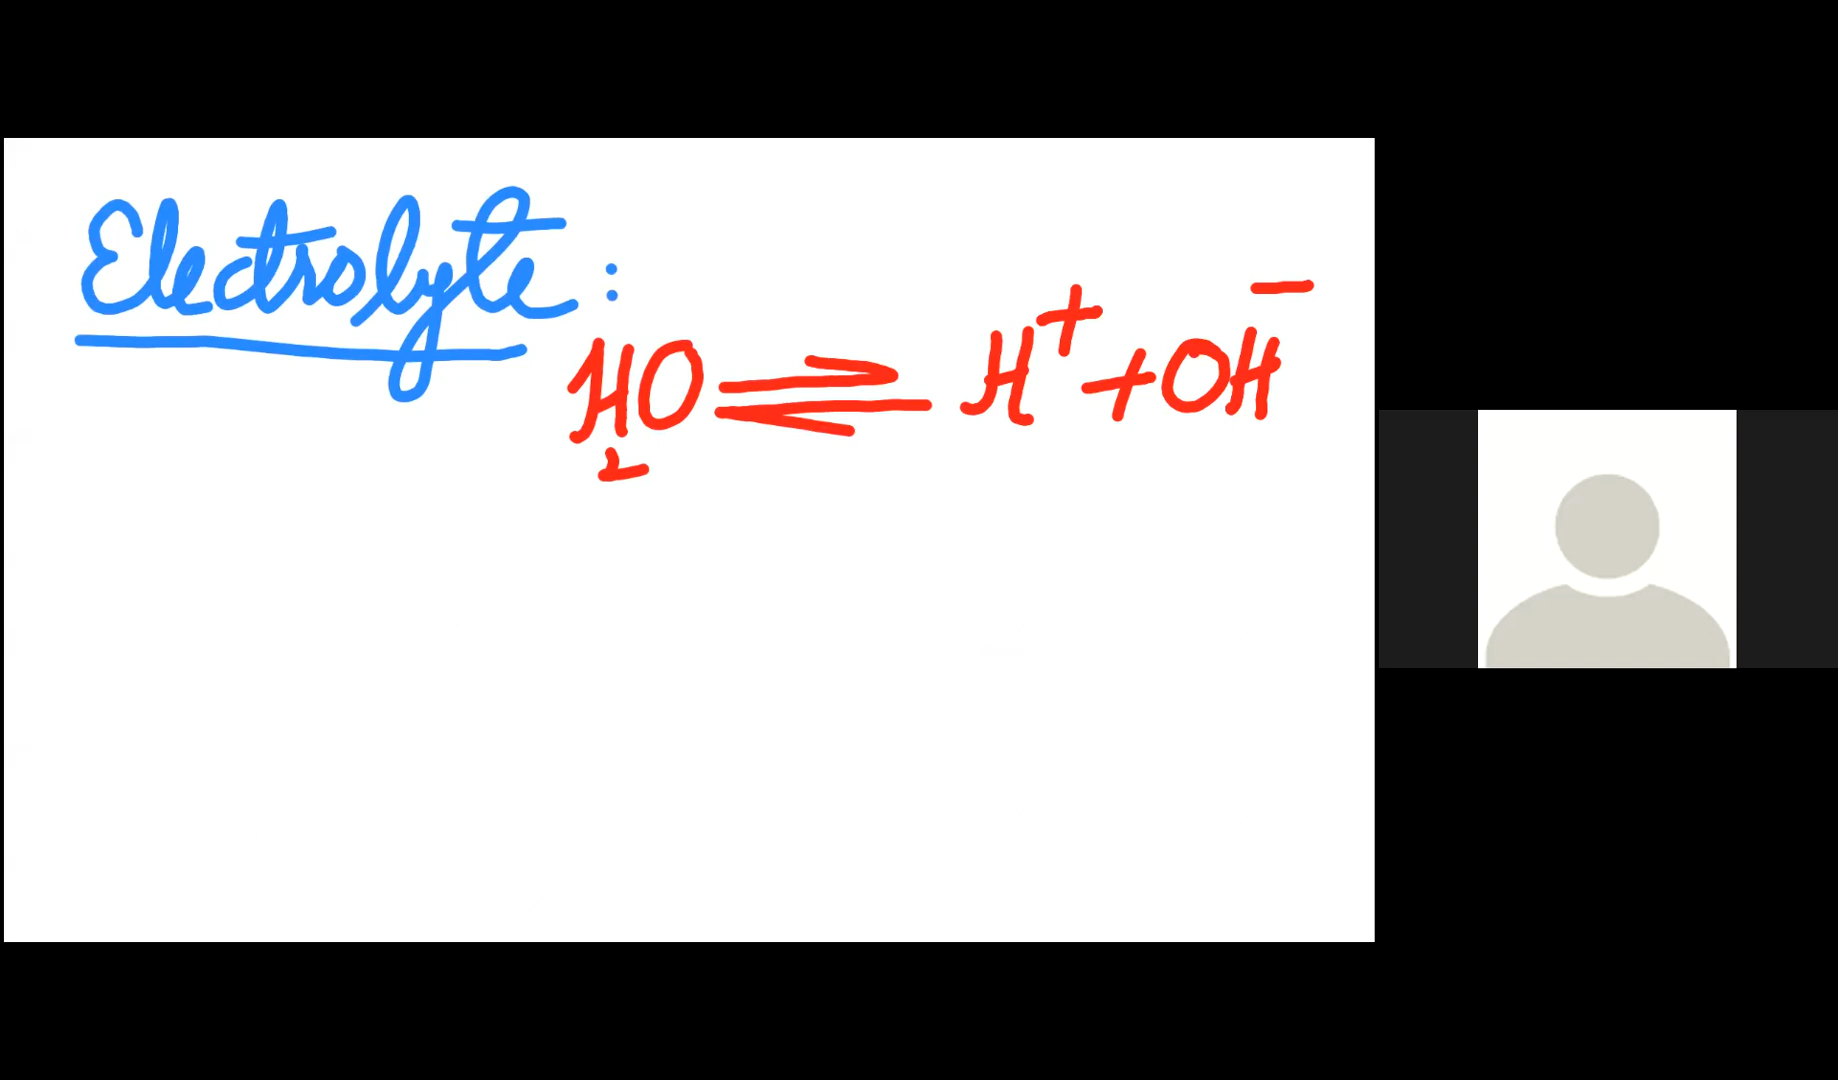 Electrolyte :
H₂O ⇌ H⁺ + OH⁻